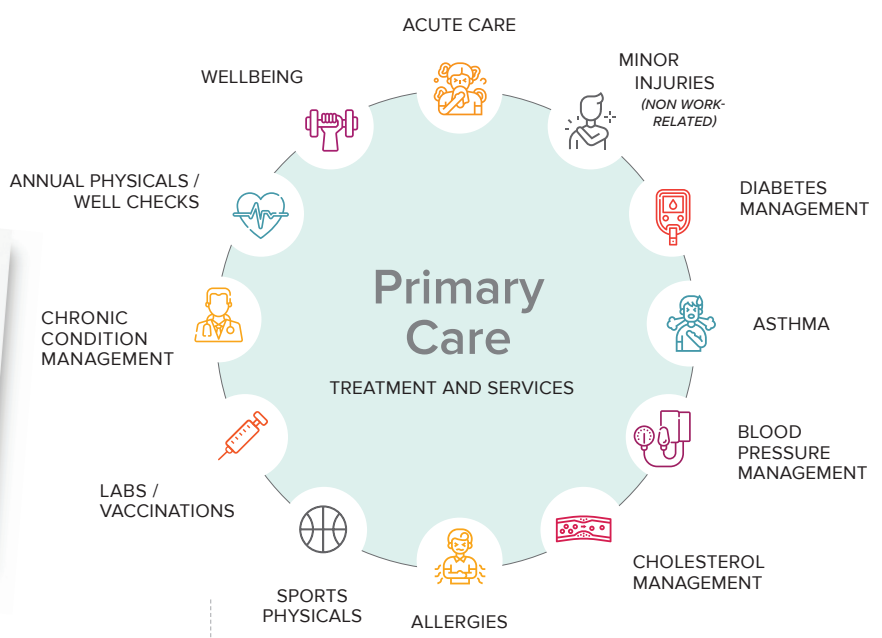 ACUTE CARE
MINOR
INJURIES
(NON WORK-
RELATED)
DIABETES
MANAGEMENT
ASTHMA
BLOOD
PRESSURE
MANAGEMENT
CHOLESTEROL
MANAGEMENT
ALLERGIES
SPORTS
PHYSICALS
LABS /
VACCINATIONS
CHRONIC
CONDITION
MANAGEMENT
ANNUAL PHYSICALS /
WELL CHECKS
WELLBEING
Primary
Care
TREATMENT AND SERVICES